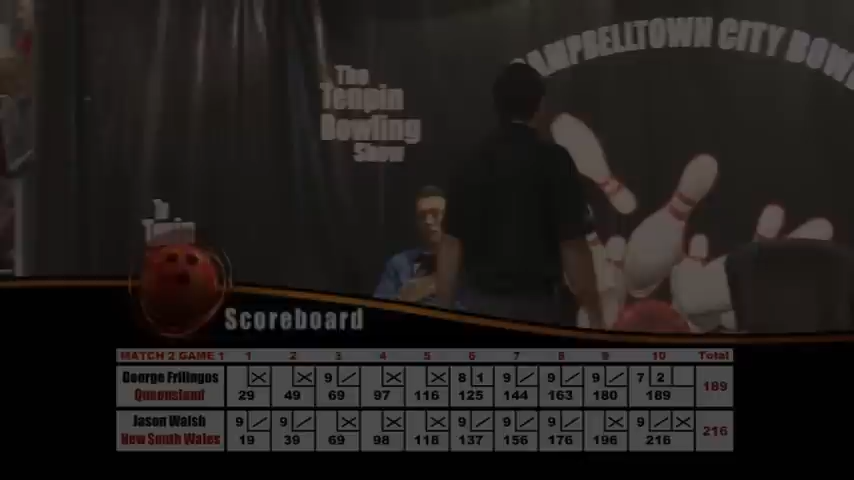 CAMPBELLTOWN CITY BOWL
The
Tenpin
Bowling
Show
Scoreboard
MATCH 2 GAME 1 1 2 3 4 5 6 7 8 9 10 Total
George Frilingos X X 9 / X X 8 1 9 / 9 / 9 / 7 2
Queensland 29 49 69 97 116 125 144 163 180 189 189
Jason Walsh 9 / 9 / X X X 9 / 9 / 9 / X 9 / X
New South Wales 19 39 69 98 118 137 156 176 196 216 216